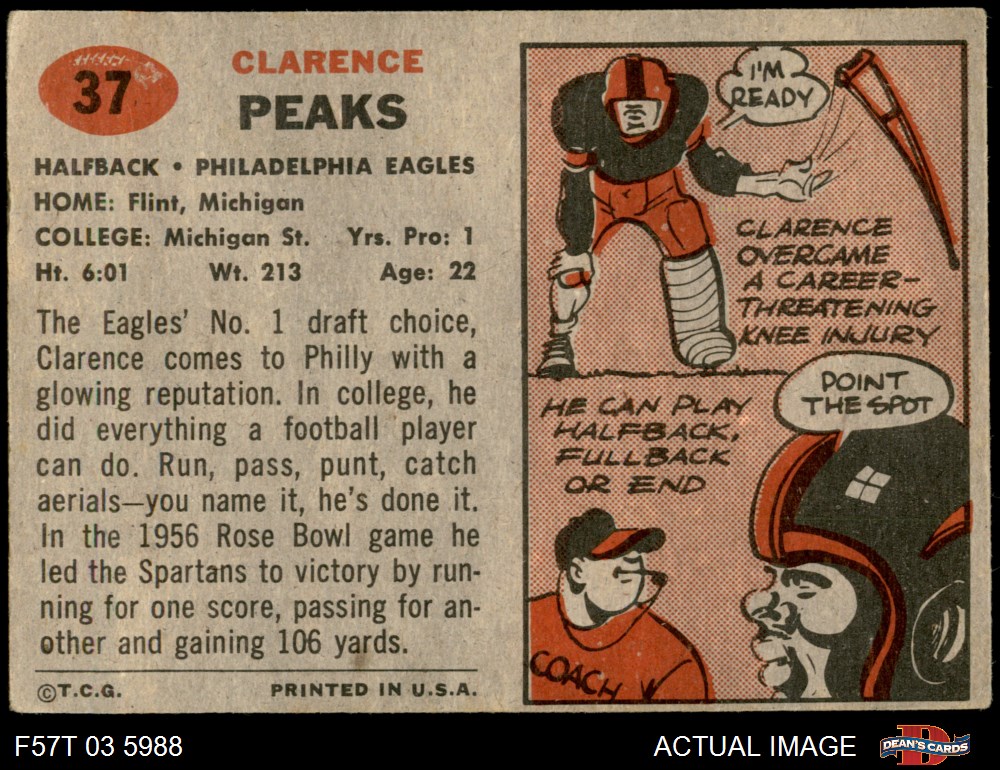 37
CLARENCE
PEAKS
HALFBACK • PHILADELPHIA EAGLES
HOME: Flint, Michigan
COLLEGE: Michigan St. Yrs. Pro: 1
Ht. 6:01 Wt. 213 Age: 22
The Eagles' No. 1 draft choice,
Clarence comes to Philly with a
glowing reputation. In college, he
did everything a football player
can do. Run, pass, punt, catch
aerials—you name it, he's done it.
In the 1956 Rose Bowl game he
led the Spartans to victory by run-
ning for one score, passing for an-
other and gaining 106 yards.
©T.C.G. PRINTED IN U.S.A.
I'M
READY
CLARENCE
OVERCAME
A CAREER-
THREATENING
KNEE INJURY
HE CAN PLAY
HALFBACK,
FULLBACK
OR END
POINT
THE SPOT
COACH
F57T 03 5988
ACTUAL IMAGE
D
DEAN'S CARDS